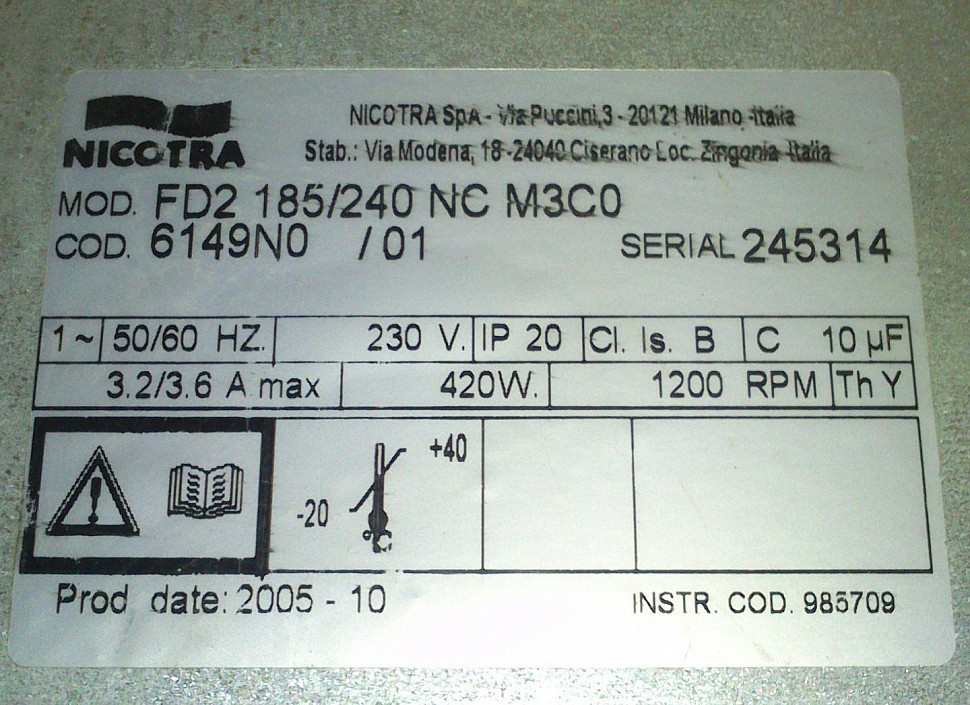 NICOTRA
NICOTRA SpA - Via Puccini,3 - 20121 Milano -Italia
Stab.: Via Modena, 18 -24040 Ciserano Loc. Zingonia -Italia
MOD. FD2 185/240 NC M3C0
COD. 6149N0 /01 SERIAL 245314
1~ 50/60 HZ. 230 V. IP 20 Cl. Is. B C 10 µF
3.2/3.6 A max 420W. 1200 RPM Th Y
+40
-20
°C
Prod date: 2005 - 10 INSTR. COD. 985709